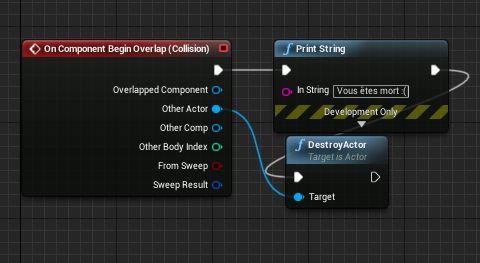 On Component Begin Overlap (Collision)
Overlapped Component
Other Actor
Other Comp
Other Body Index
From Sweep
Sweep Result
f Print String
In String Vous êtes mort :(
Development Only
f DestroyActor
Target is Actor
Target